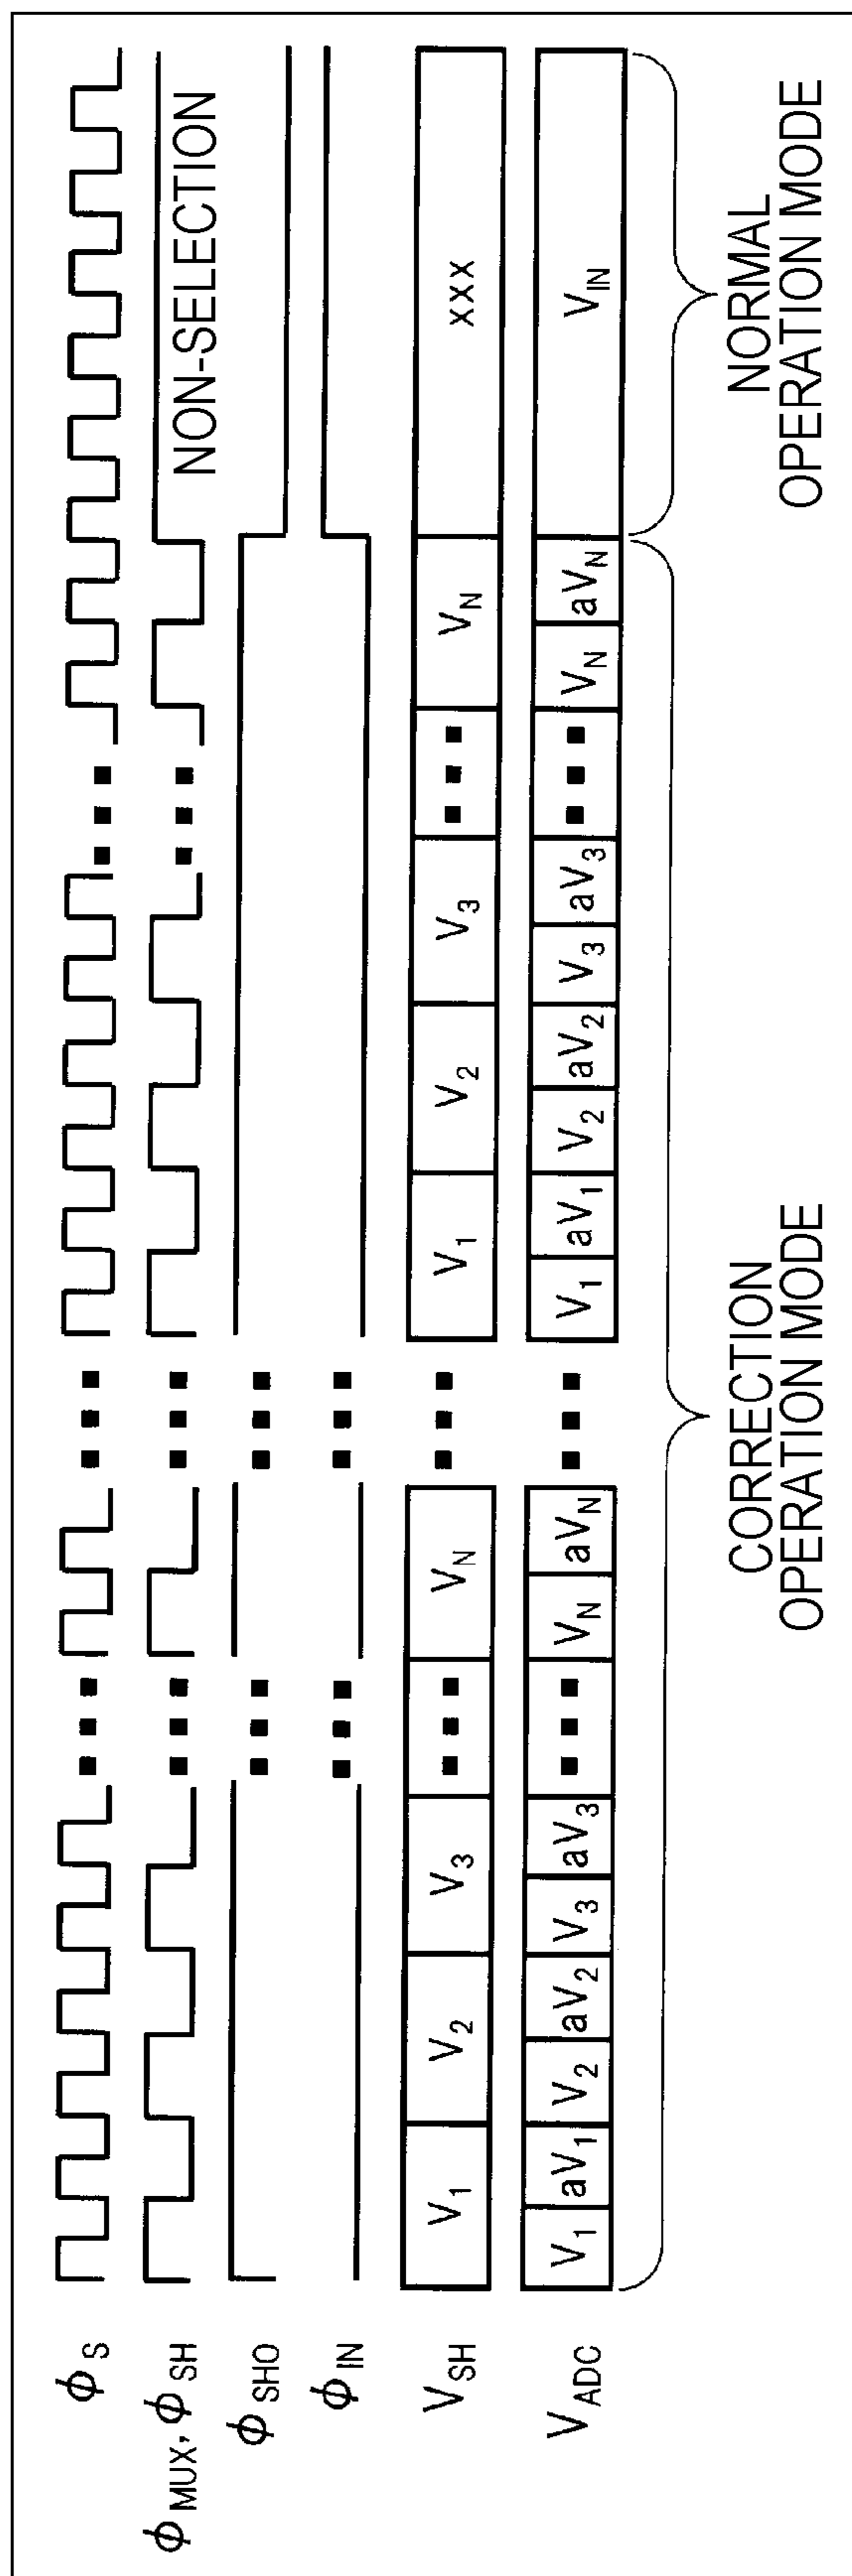 ϕS
ϕMUX, ϕSH
NON-SELECTION
ϕSHO
ϕIN
VSH V1 V2 V3 ▪▪▪ VN ▪▪▪ V1 V2 V3 ▪▪▪ VN xxx
VADC V1 aV1 V2 aV2 V3 aV3 ▪▪▪ VN aVN ▪▪▪ V1 aV1 V2 aV2 V3 aV3 ▪▪▪ VN aVN VIN
CORRECTION
OPERATION MODE
NORMAL
OPERATION MODE